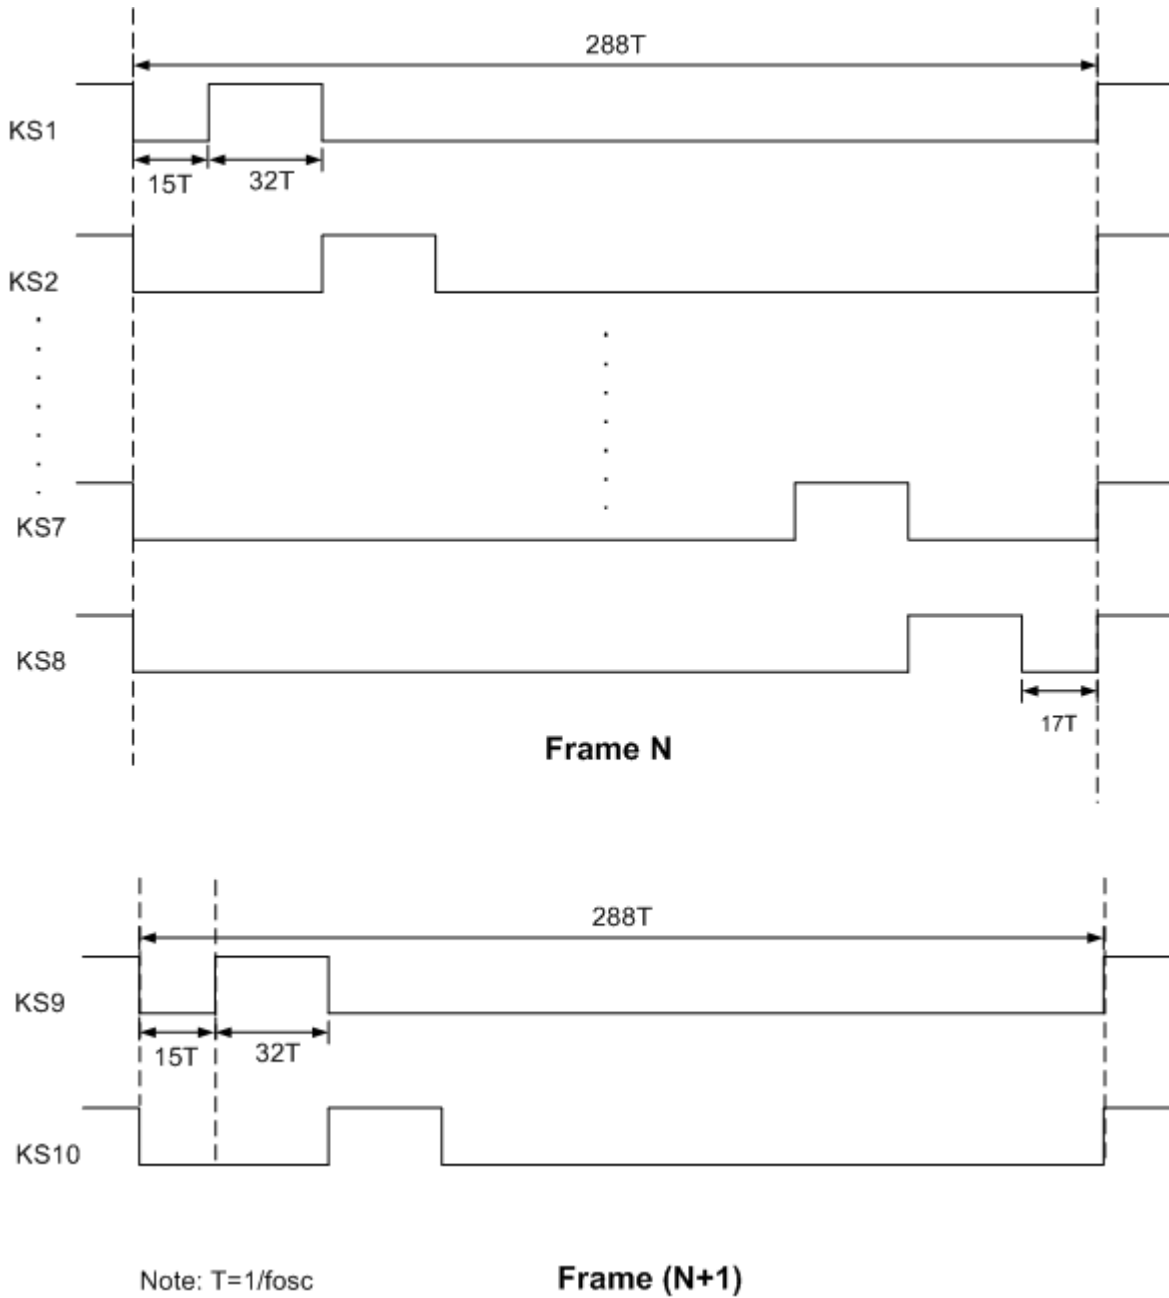 288T
KS1
15T
32T
KS2
KS7
KS8
17T
Frame N
288T
KS9
15T
32T
KS10
Note: T=1/fosc
Frame (N+1)